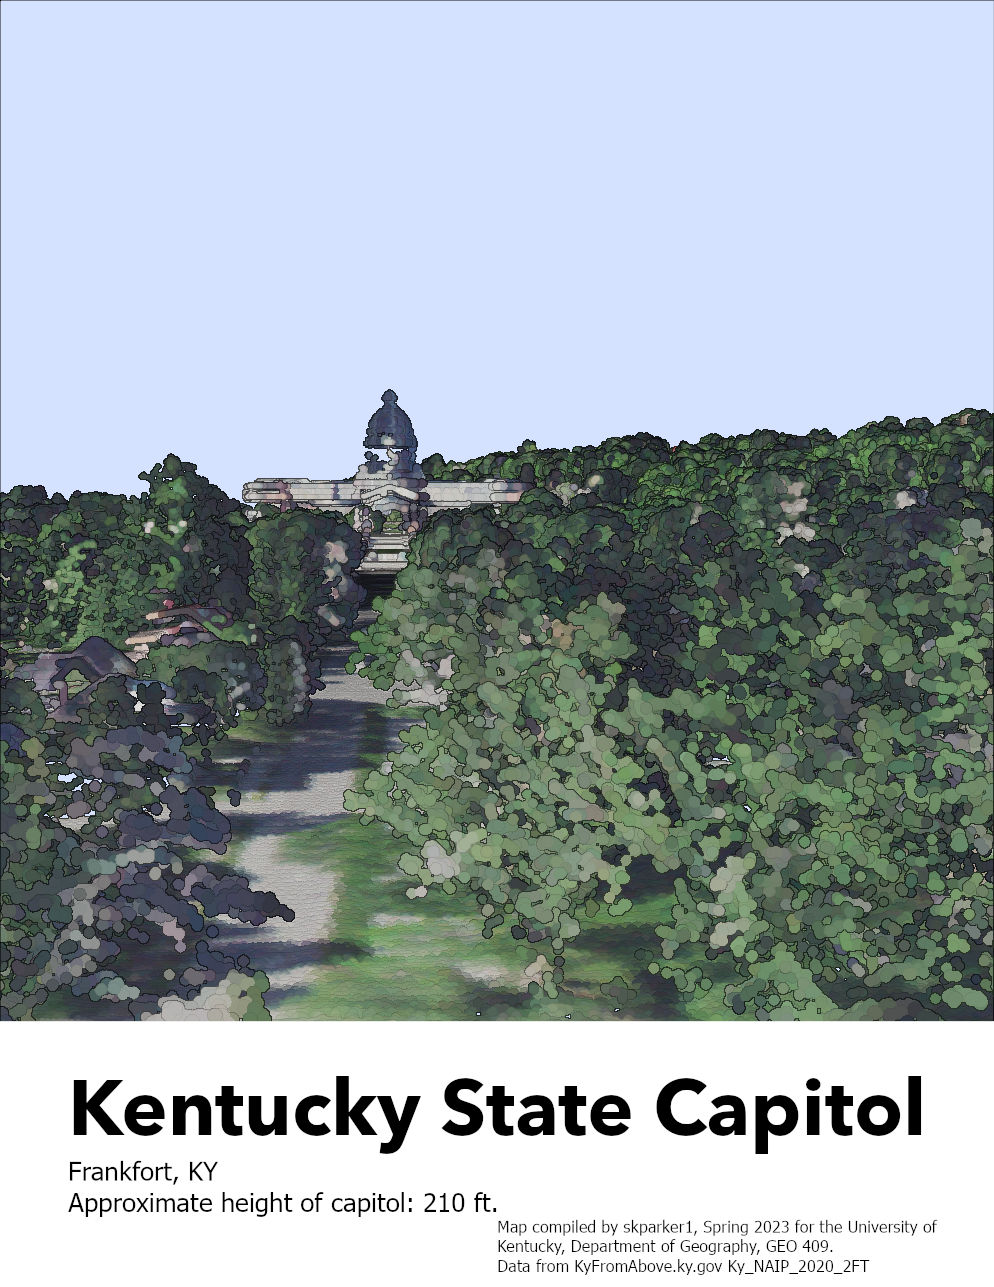 Kentucky State Capitol
Frankfort, KY
Approximate height of capitol: 210 ft.
Map compiled by skparker1, Spring 2023 for the University of
Kentucky, Department of Geography, GEO 409.
Data from KyFromAbove.ky.gov Ky_NAIP_2020_2FT